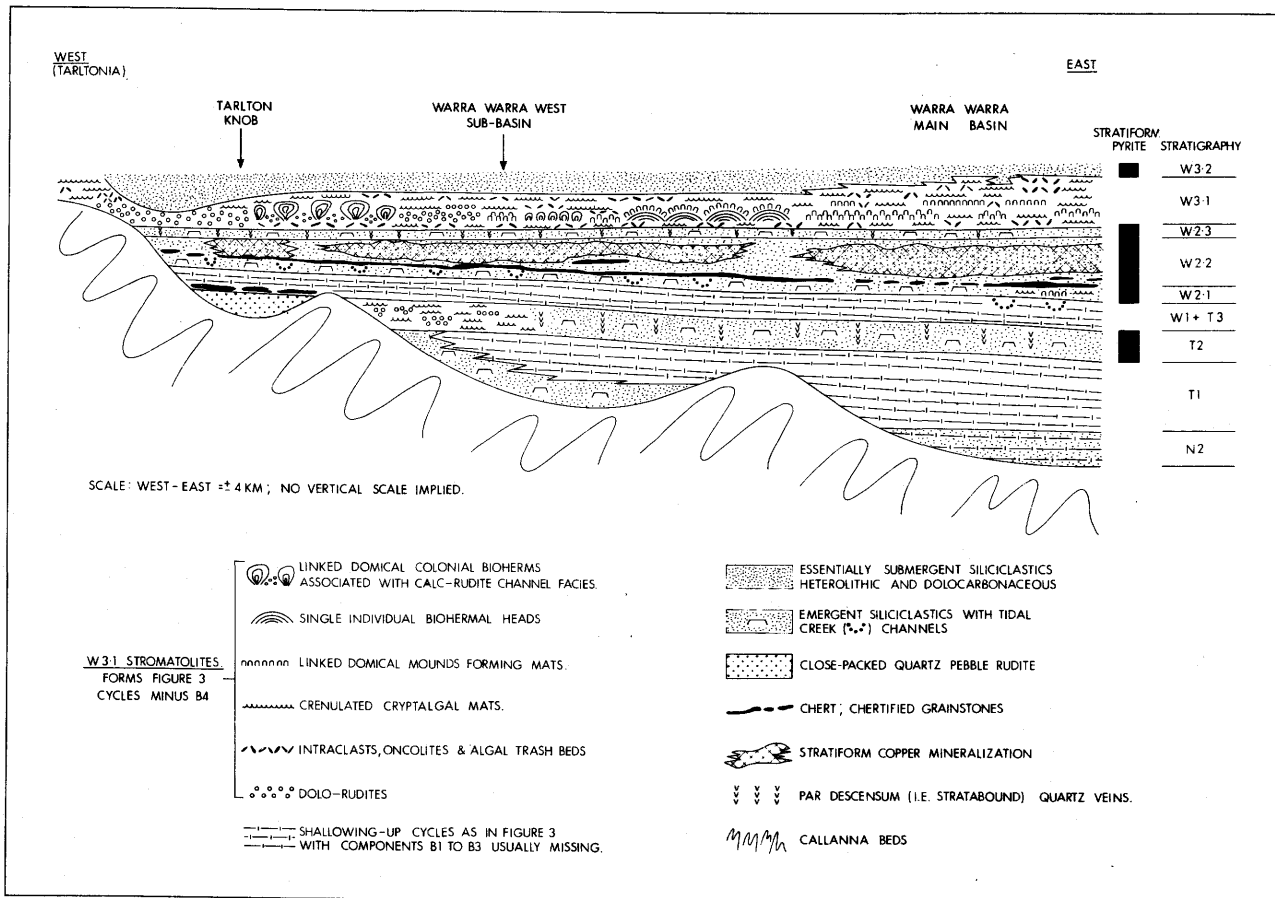 WEST
(TARLTONIA)
EAST
TARLTON
KNOB
WARRA WARRA WEST
SUB-BASIN
WARRA WARRA
MAIN BASIN
STRATIFORM
PYRITE
STRATIGRAPHY
W3·2
W3·1
W2·3
W2·2
W2·1
W1+ T3
T2
T1
N2
SCALE: WEST-EAST =± 4 KM; NO VERTICAL SCALE IMPLIED.
W3·1 STROMATOLITES.
FORMS FIGURE 3
CYCLES MINUS B4
LINKED DOMICAL COLONIAL BIOHERMS
ASSOCIATED WITH CALC-RUDITE CHANNEL FACIES.
SINGLE INDIVIDUAL BIOHERMAL HEADS
LINKED DOMICAL MOUNDS FORMING MATS.
CRENULATED CRYPTALGAL MATS.
INTRACLASTS, ONCOLITES & ALGAL TRASH BEDS
DOLO-RUDITES
SHALLOWING-UP CYCLES AS IN FIGURE 3
WITH COMPONENTS B1 TO B3 USUALLY MISSING.
ESSENTIALLY SUBMERGENT SILICICLASTICS
HETEROLITHIC AND DOLOCARBONACEOUS
EMERGENT SILICICLASTICS WITH TIDAL
CREEK ( ) CHANNELS
CLOSE-PACKED QUARTZ PEBBLE RUDITE
CHERT; CHERTIFIED GRAINSTONES
STRATIFORM COPPER MINERALIZATION
PAR DESCENSUM (I.E. STRATABOUND) QUARTZ VEINS.
CALLANNA BEDS